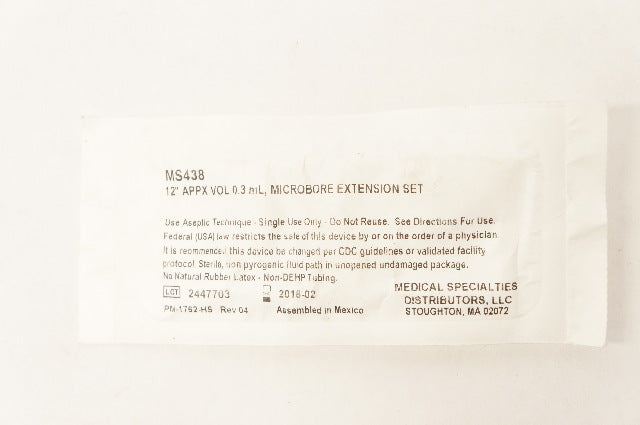 MS438
12" APPX VOL 0.3 mL, MICROBORE EXTENSION SET
Use Aseptic Technique - Single Use Only - Do Not Reuse. See Directions For Use.
Federal (USA) law restricts the sale of this device by or on the order of a physician.
It is recommended this device be changed per CDC guidelines or validated facility
protocol. Sterile, non pyrogenic fluid path in unopened undamaged package.
No Natural Rubber Latex - Non-DEHP Tubing.
LOT 2447703 2018-02
PM-1762-HS Rev 04 Assembled in Mexico
MEDICAL SPECIALTIES
DISTRIBUTORS, LLC
STOUGHTON, MA 02072